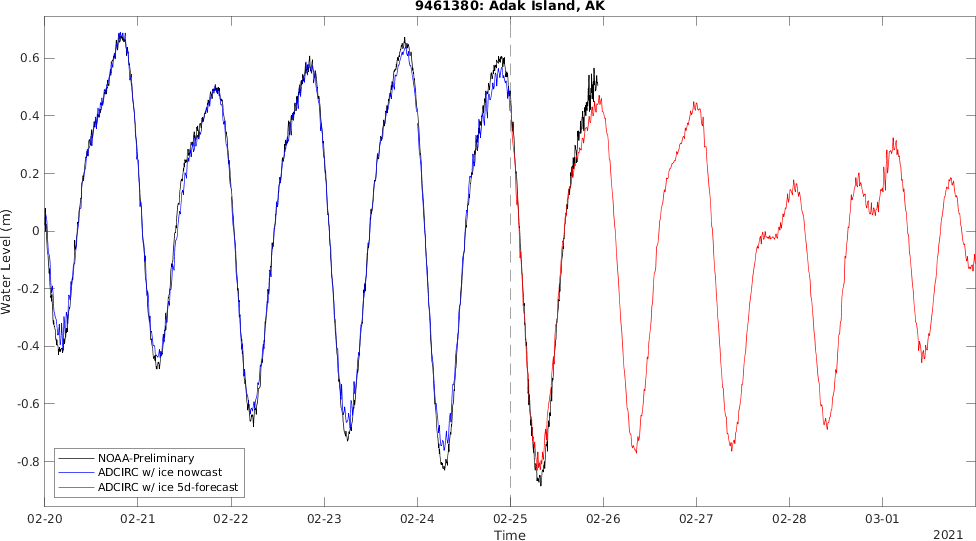 9461380: Adak Island, AK
Water Level (m)
0.6
0.4
0.2
0
-0.2
-0.4
-0.6
-0.8
NOAA-Preliminary
ADCIRC w/ ice nowcast
ADCIRC w/ ice 5d-forecast
02-20 02-21 02-22 02-23 02-24 02-25 02-26 02-27 02-28 03-01
Time
2021